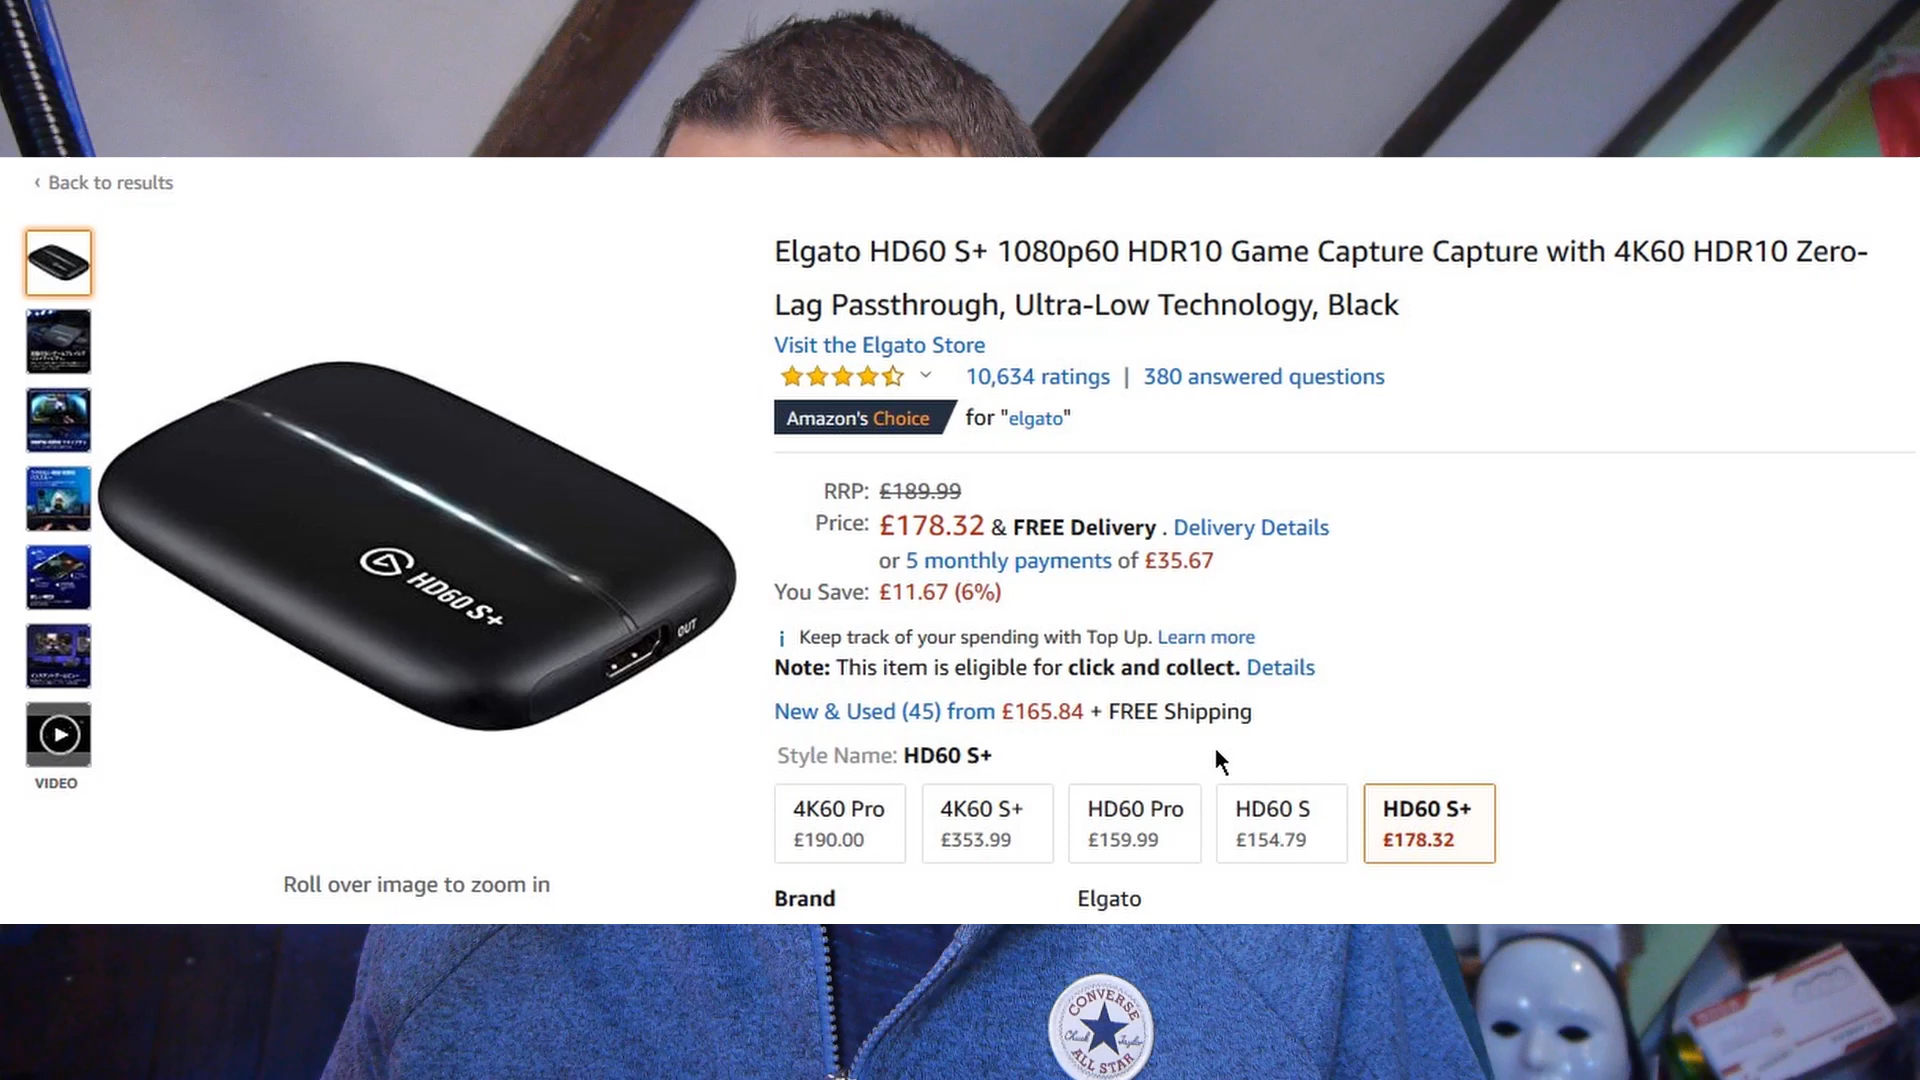 ‹ Back to results
Elgato HD60 S+ 1080p60 HDR10 Game Capture Capture with 4K60 HDR10 Zero-
Lag Passthrough, Ultra-Low Technology, Black
Visit the Elgato Store
10,634 ratings | 380 answered questions
Amazon's Choice for "elgato"
RRP: £189.99
Price: £178.32 & FREE Delivery . Delivery Details
or 5 monthly payments of £35.67
You Save: £11.67 (6%)
i Keep track of your spending with Top Up. Learn more
Note: This item is eligible for click and collect. Details
New & Used (45) from £165.84 + FREE Shipping
Style Name: HD60 S+
4K60 Pro
£190.00
4K60 S+
£353.99
HD60 Pro
£159.99
HD60 S
£154.79
HD60 S+
£178.32
Brand Elgato
HD60 S+
OUT
VIDEO
Roll over image to zoom in
CONVERSE
Chuck Taylor
ALL STAR